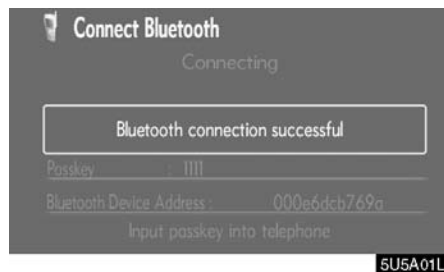 Connect Bluetooth
Connecting
Bluetooth connection successful
Passkey : 1111
Bluetooth Device Address : 000e6dcb769a
Input passkey into telephone
5U5A01L